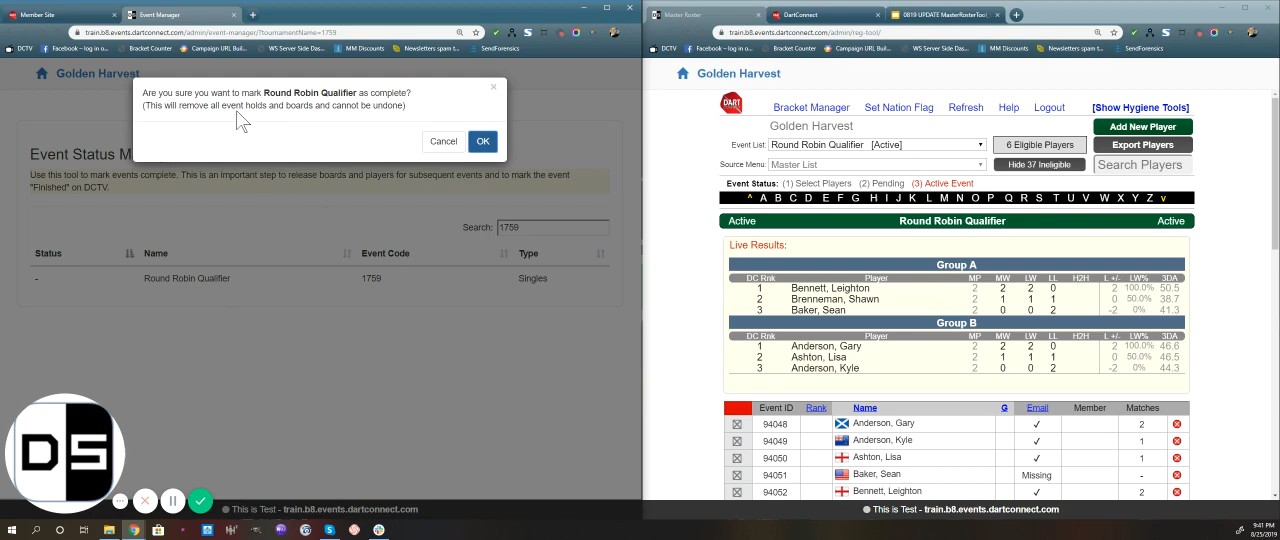 Member Site
Event Manager
train.b8.events.dartconnect.com/admin/event-manager/?tournamentName=1759
DCTV
Facebook – log in o...
Bracket Counter
Campaign URL Buil...
WS Server Side Das...
MM Discounts
Newsletters spam t...
SendForensics
Golden Harvest
Are you sure you want to mark Round Robin Qualifier as complete?
(This will remove all event holds and boards and cannot be undone)
×
Cancel
OK
Event Status M
Use this tool to mark events complete. This is an important step to
boards and players for subsequent events and to mark the event
"Finished" on DCTV.
Search: 1759
Status Name Event Code Type
- Round Robin Qualifier 1759 Singles
DS
This is Test - train.b8.events.dartconnect.com
Master Roster
DartConnect
0819 UPDATE MasterRosterTool_
train.b8.events.dartconnect.com/admin/reg-tool/
DCTV
Facebook – log in o...
Bracket Counter
Campaign URL Buil...
WS Server Side Das...
MM Discounts
Newsletters spam t...
SendForensics
Golden Harvest
DART
Bracket Manager Set Nation Flag Refresh Help Logout [Show Hygiene Tools]
Golden Harvest
Add New Player
Event List: Round Robin Qualifier [Active]
6 Eligible Players
Export Players
Source Menu: Master List
Hide 37 Ineligible
Search Players
Event Status: (1) Select Players (2) Pending (3) Active Event
^ A B C D E F G H I J K L M N O P Q R S T U V W X Y Z v
Active Round Robin Qualifier Active
Live Results:
Group A
DC Rnk Player MP MW LW LL H2H L +/- LW% 3DA
1 Bennett, Leighton 2 2 2 0 2 100.0% 50.5
2 Brenneman, Shawn 2 1 1 1 0 50.0% 38.7
3 Baker, Sean 2 0 0 2 -2 0% 41.3
Group B
DC Rnk Player MP MW LW LL H2H L +/- LW% 3DA
1 Anderson, Gary 2 2 2 0 2 100.0% 46.6
2 Ashton, Lisa 2 1 1 1 0 50.0% 46.5
3 Anderson, Kyle 2 0 0 2 -2 0% 44.3
Event ID Rank Name G Email Member Matches
94048 Anderson, Gary ✓ 2
94049 Anderson, Kyle ✓ 1
94050 Ashton, Lisa ✓ 1
94051 Baker, Sean Missing -
94052 Bennett, Leighton ✓ 2
This is Test - train.b8.events.dartconnect.com
9:41 PM
8/25/2019